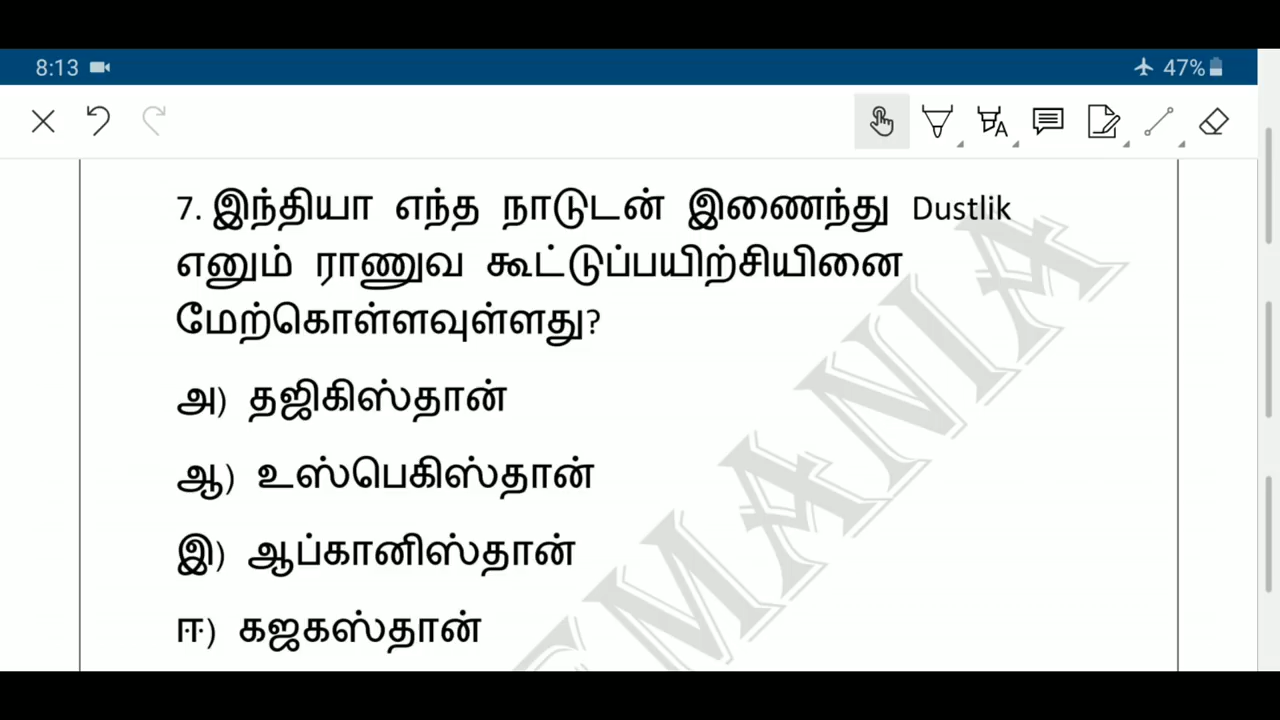 8:13
47%
7. இந்தியா எந்த நாடுடன் இணைந்து Dustlik
எனும் ராணுவ கூட்டுப்பயிற்சியினை
மேற்கொள்ளவுள்ளது?
அ) தஜிகிஸ்தான்
ஆ) உஸ்பெகிஸ்தான்
இ) ஆப்கானிஸ்தான்
ஈ) கஜகஸ்தான்